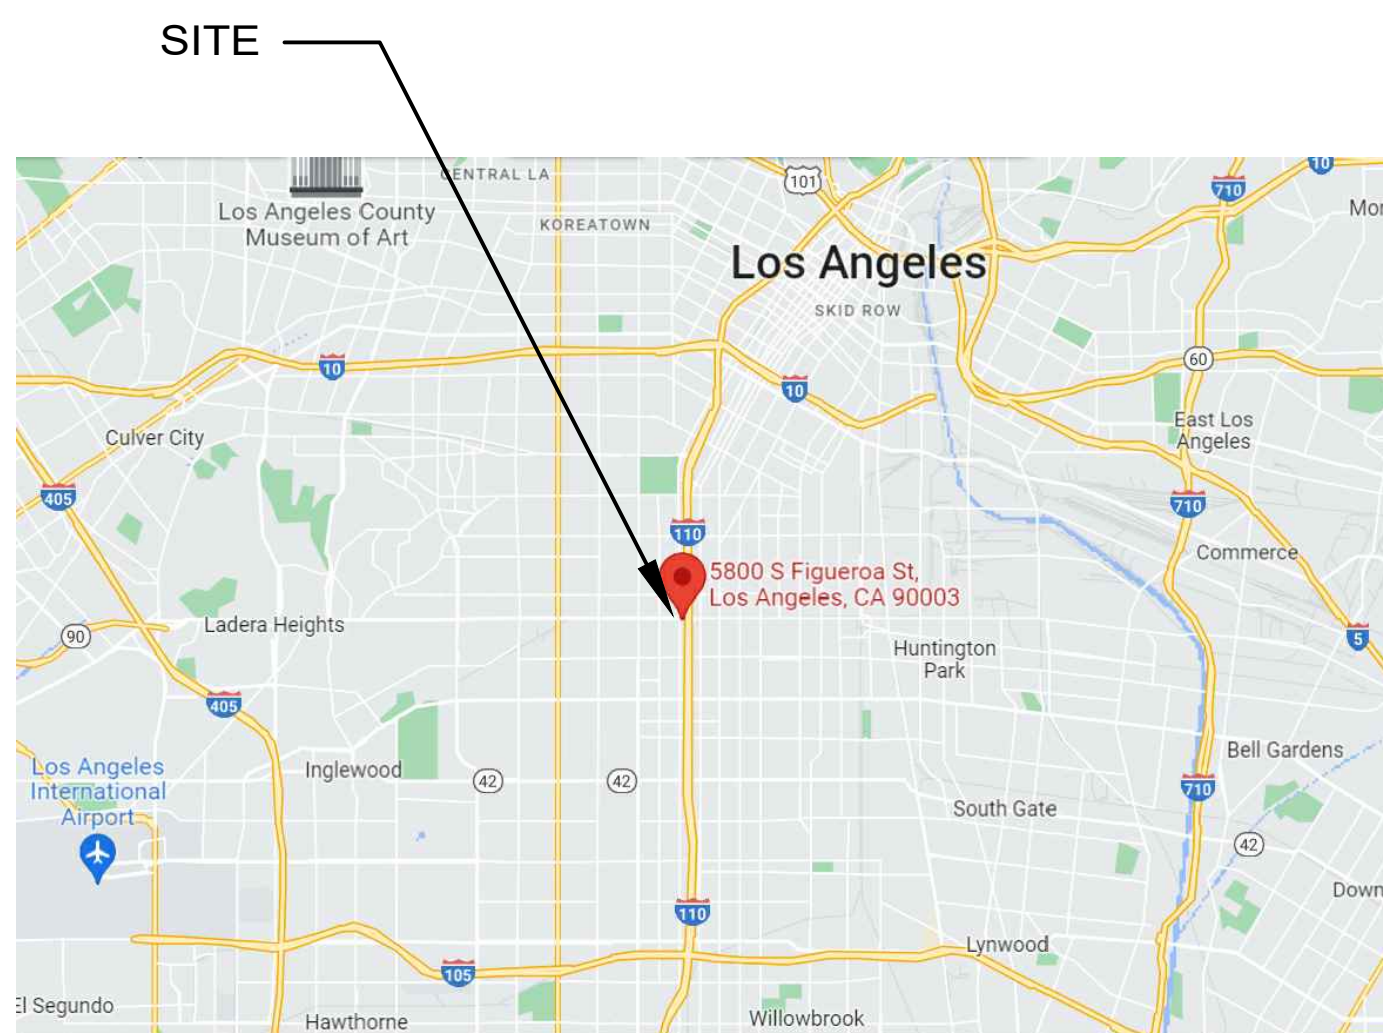 SITE
CENTRAL LA
101
10
710
Los Angeles County
Museum of Art
KOREATOWN
Los Angeles
SKID ROW
60
10
10
Culver City
East Los
Angeles
405
710
110
Commerce
5800 S Figueroa St,
Los Angeles, CA 90003
90
Ladera Heights
5
Huntington
Park
405
Bell Gardens
Los Angeles
International
Airport
Inglewood
42
42
710
South Gate
42
110
Lynwood
105
El Segundo
Hawthorne
Willowbrook